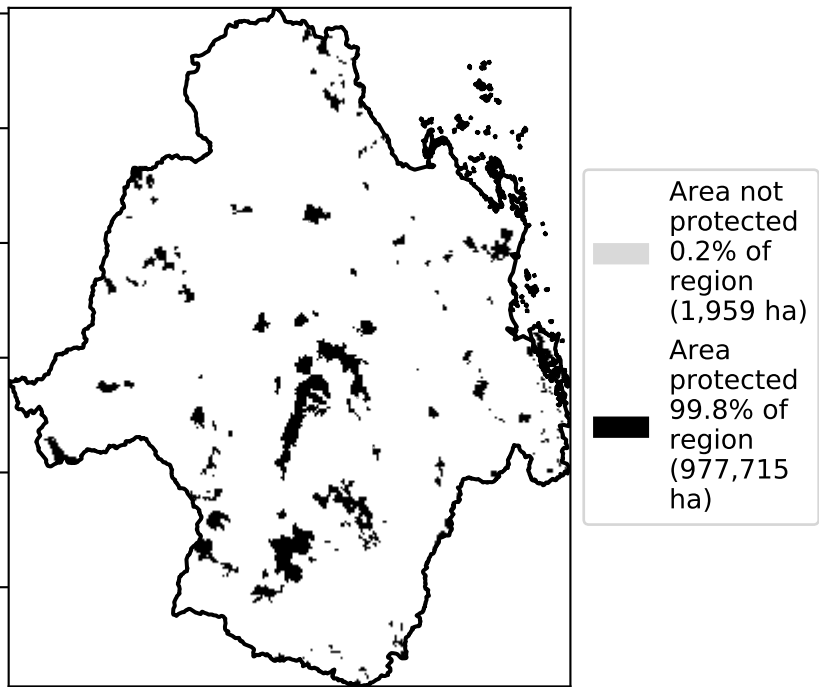 Area not
protected
0.2% of
region
(1,959 ha)
Area
protected
99.8% of
region
(977,715
ha)